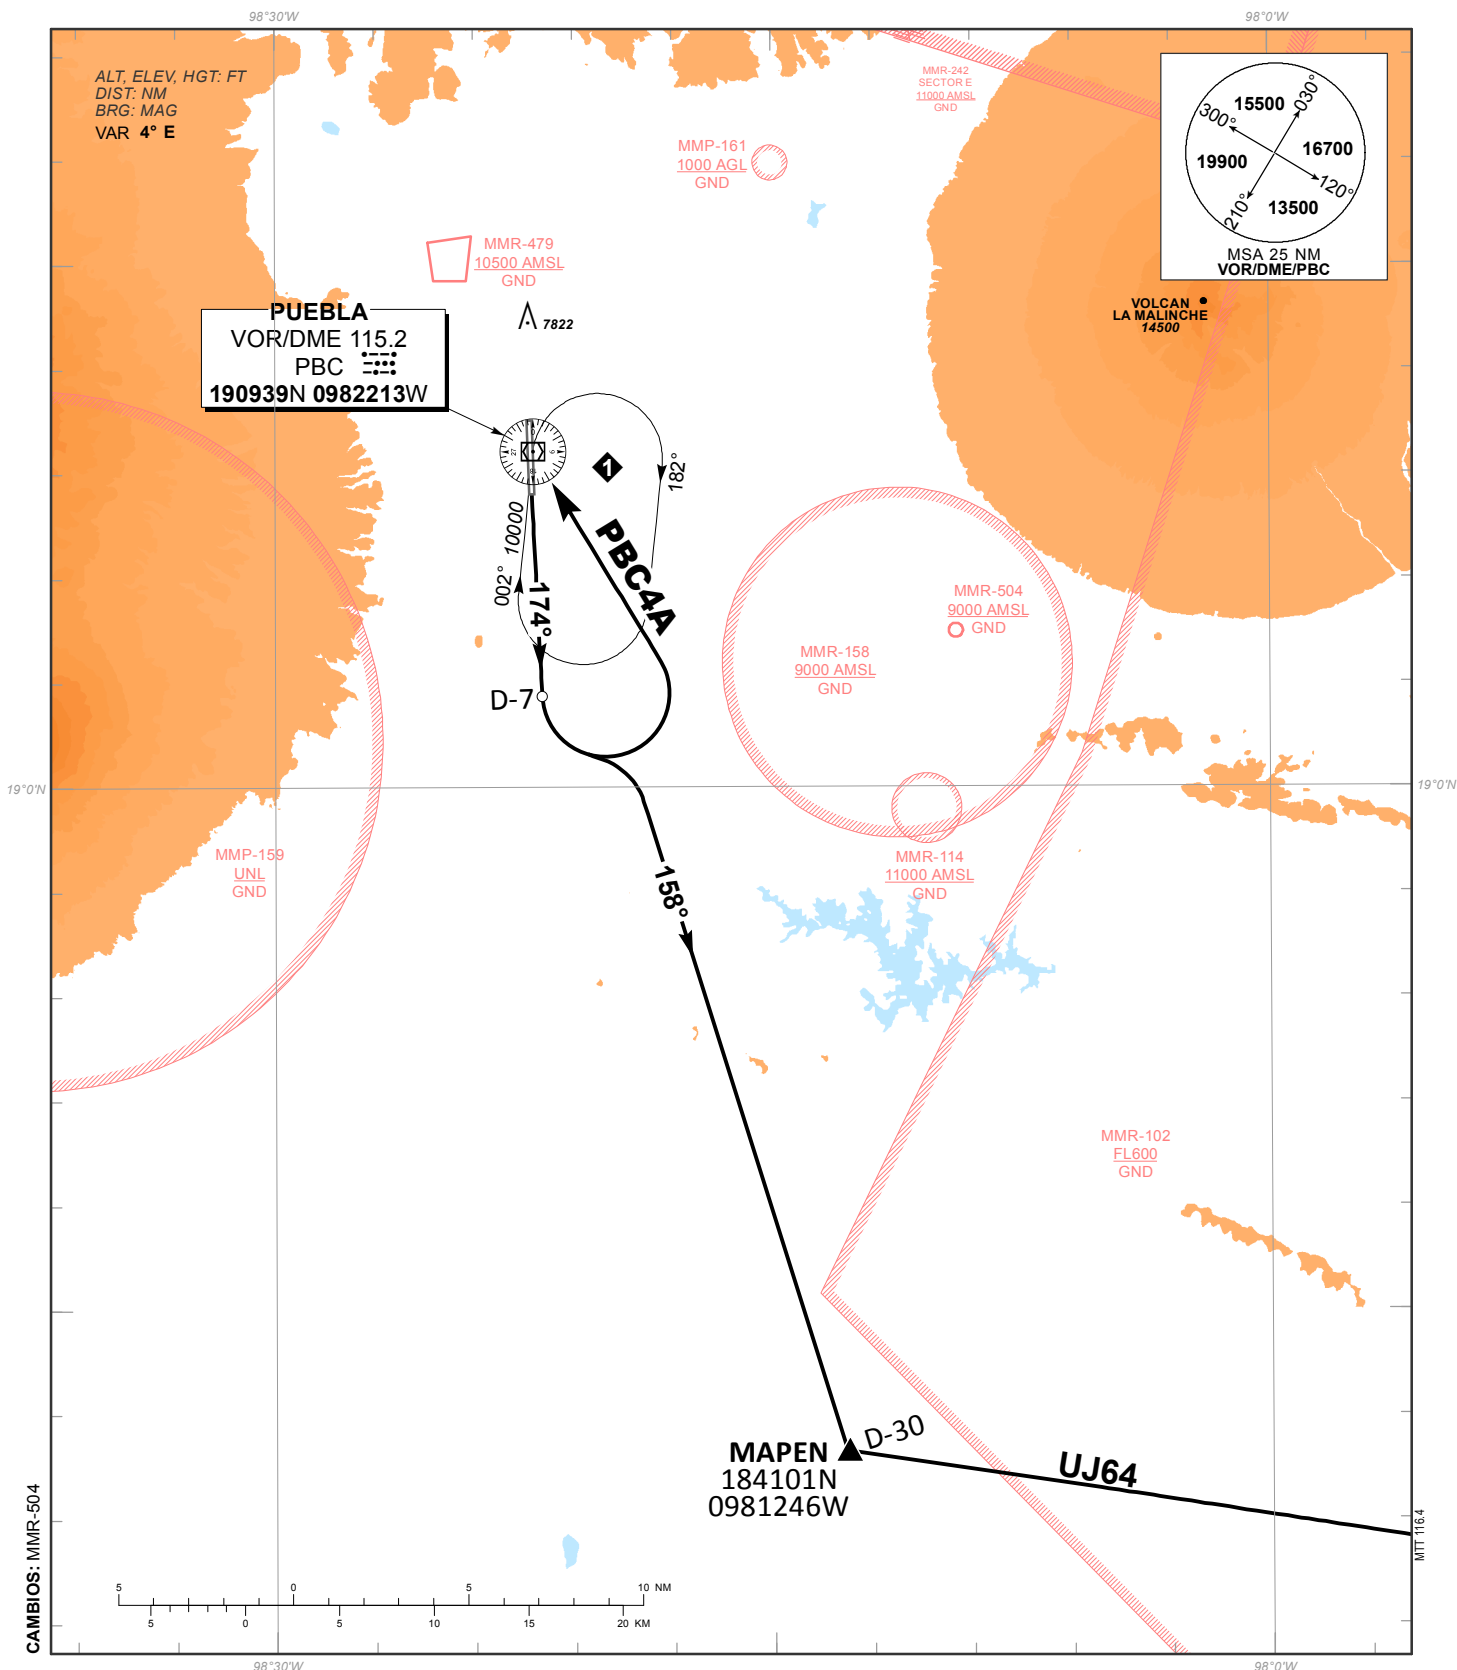 98°30'W
98°0'W
ALT, ELEV, HGT: FT
DIST: NM
BRG: MAG
VAR 4° E
MMR-242
SECTOR E
11000 AMSL
GND
300°
15500
030°
19900
16700
210°
13500
120°
MSA 25 NM
VOR/DME/PBC
MMP-161
1000 AGL
GND
MMR-479
10500 AMSL
GND
VOLCAN
LA MALINCHE
14500
PUEBLA
VOR/DME 115.2
PBC
190939N 0982213W
7822
27
9
18
1
182°
10000
002°
174°
PBC4A
D-7
MMR-504
9000 AMSL
GND
MMR-158
9000 AMSL
GND
19°0'N
19°0'N
MMP-159
UNL
GND
MMR-114
11000 AMSL
GND
158°
MMR-102
FL600
GND
MAPEN
184101N
0981246W
D-30
UJ64
MTT 116.4
CAMBIOS: MMR-504
5 0 5 10 NM
5 0 5 10 15 20 KM
98°30'W
98°0'W